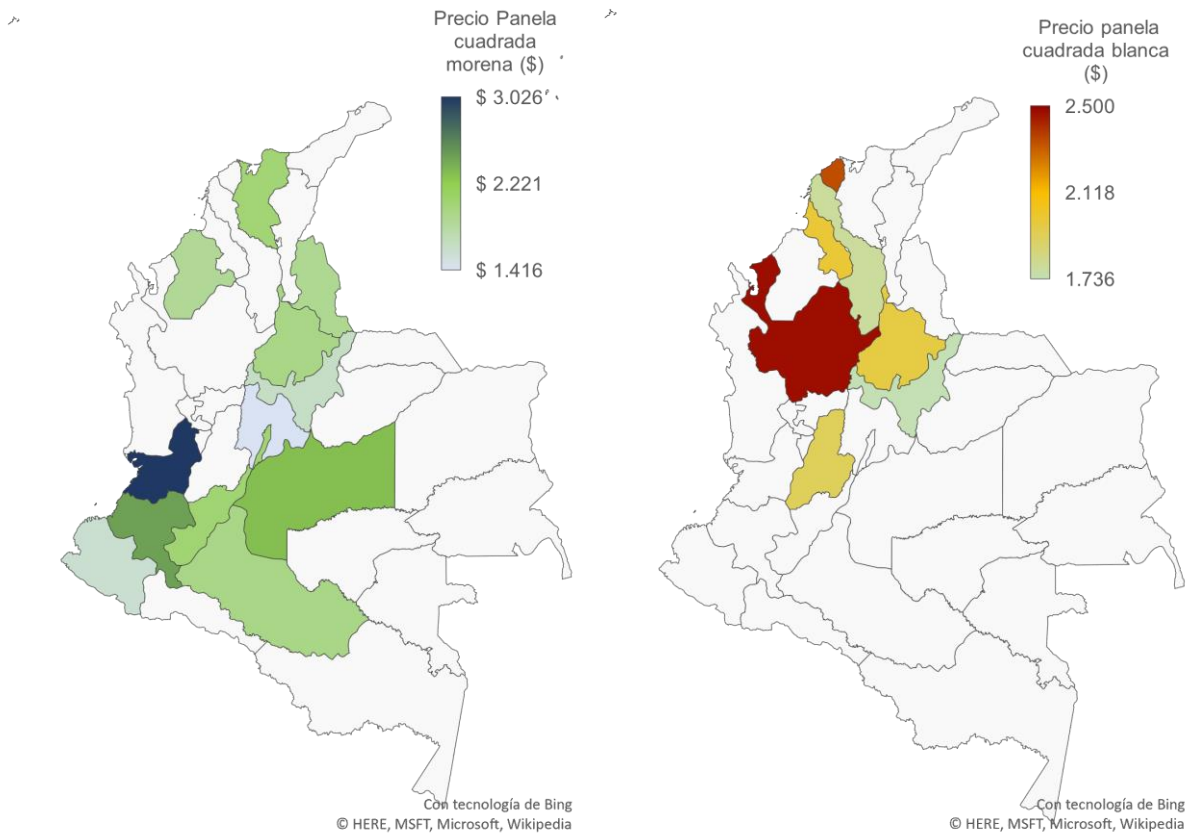 Precio Panela
cuadrada
morena ($)
$ 3.026
$ 2.221
$ 1.416
Con tecnología de Bing
© HERE, MSFT, Microsoft, Wikipedia
Precio panela
cuadrada blanca
($)
2.500
2.118
1.736
Con tecnología de Bing
© HERE, MSFT, Microsoft, Wikipedia